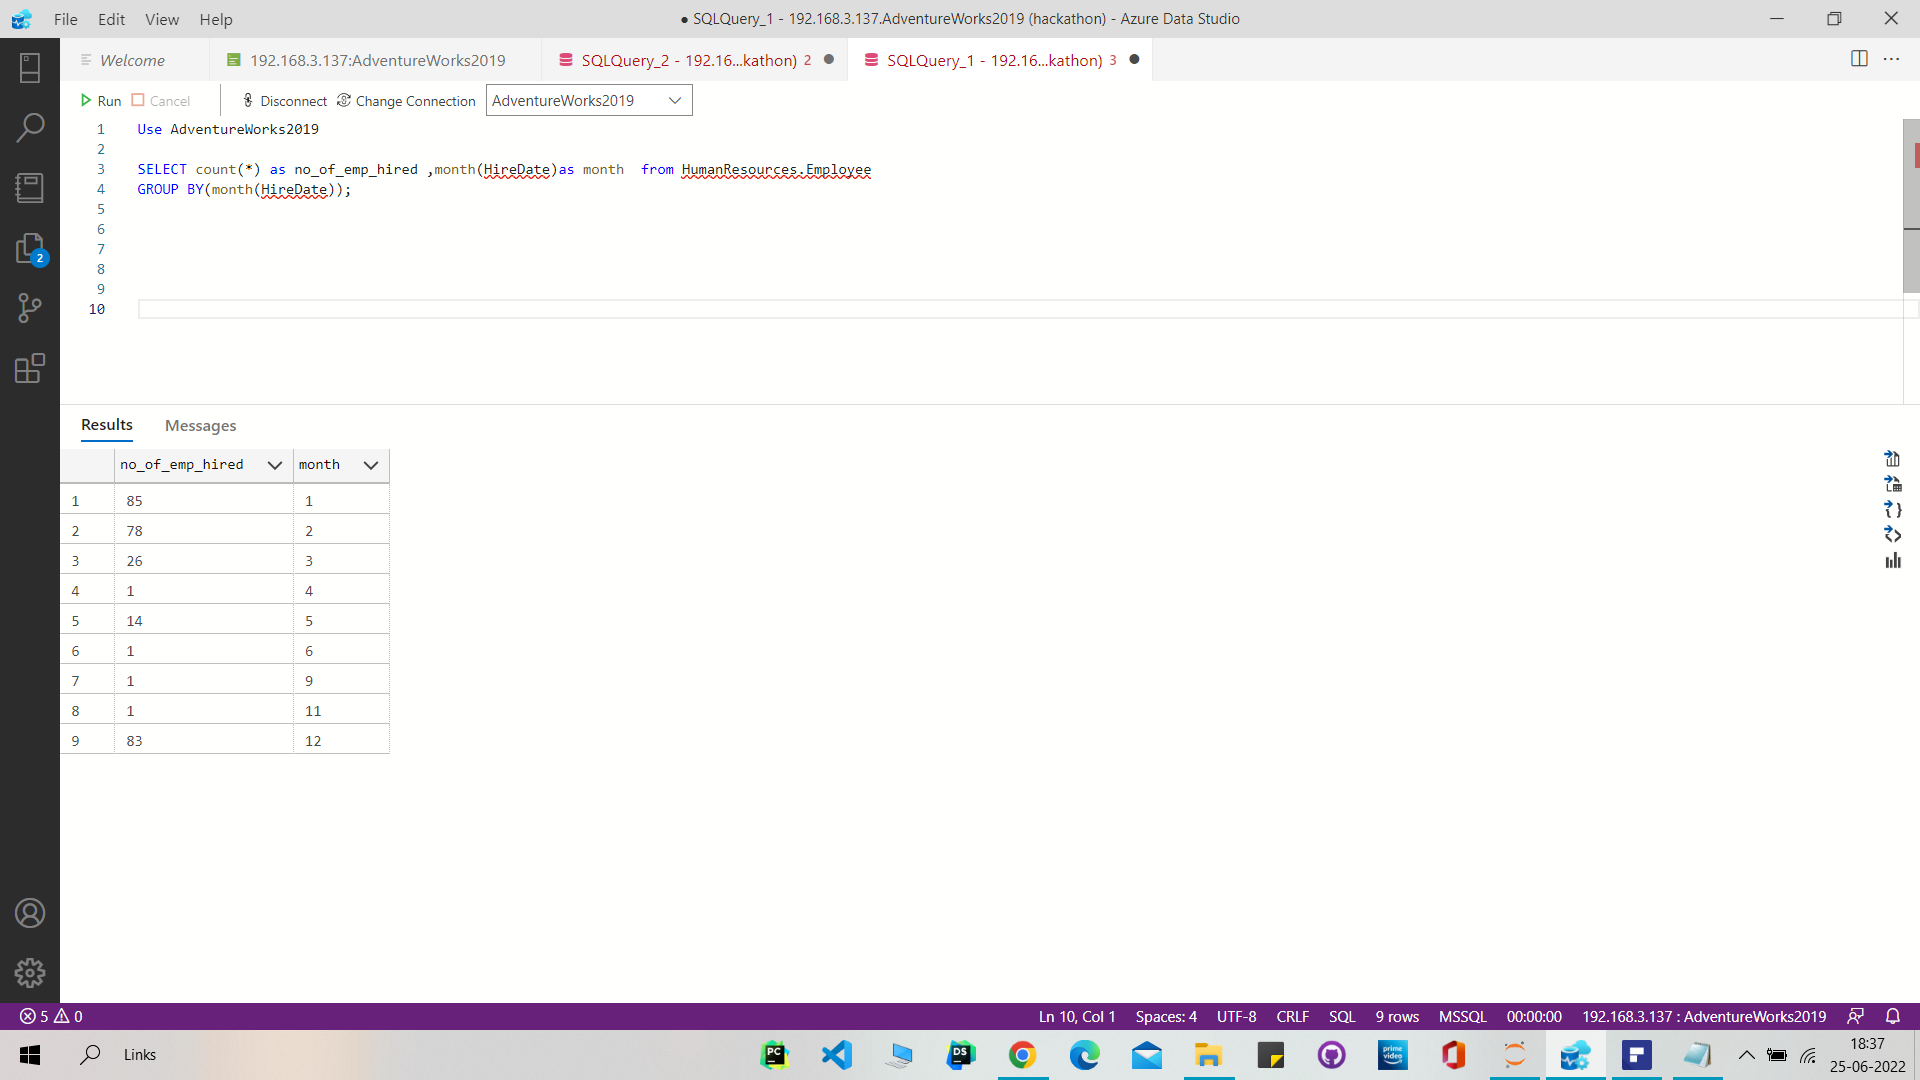 File Edit View Help
● SQLQuery_1 - 192.168.3.137.AdventureWorks2019 (hackathon) - Azure Data Studio
Welcome 192.168.3.137:AdventureWorks2019 SQLQuery_2 - 192.16...kathon) 2 SQLQuery_1 - 192.16...kathon) 3
Run Cancel Disconnect Change Connection AdventureWorks2019
1 Use AdventureWorks2019
2
3 SELECT count(*) as no_of_emp_hired ,month(HireDate)as month  from HumanResources.Employee
4 GROUP BY(month(HireDate));
5
6
7
8
9
10
2
Results Messages
no_of_emp_hired month
1 85 1
2 78 2
3 26 3
4 1 4
5 14 5
6 1 6
7 1 9
8 1 11
9 83 12
5 0 Ln 10, Col 1 Spaces: 4 UTF-8 CRLF SQL 9 rows MSSQL 00:00:00 192.168.3.137 : AdventureWorks2019
Links
PC
DS
prime video
18:37
25-06-2022